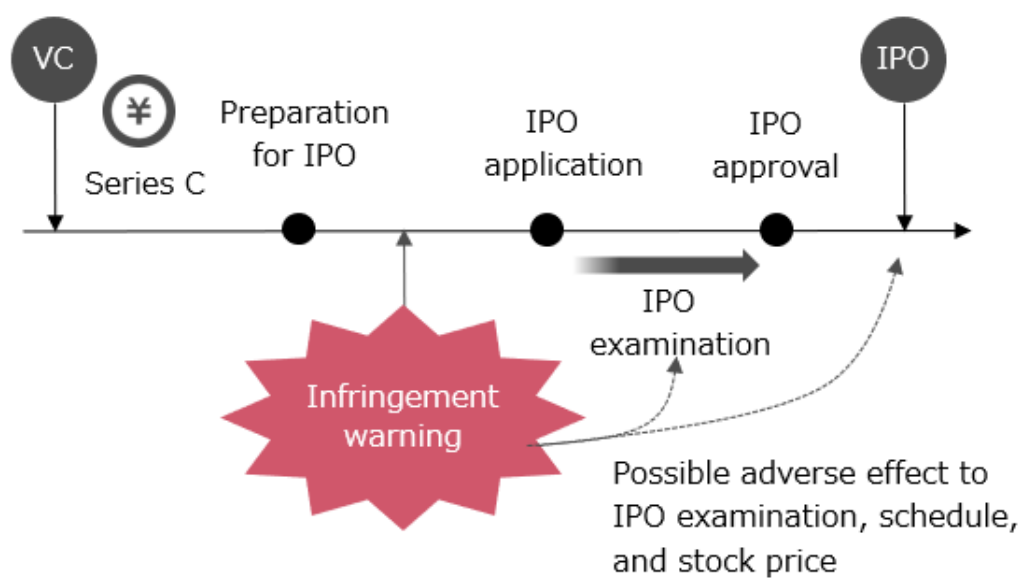 VC
IPO
¥
Series C
Preparation
for IPO
IPO
application
IPO
approval
IPO
examination
Infringement
warning
Possible adverse effect to
IPO examination, schedule,
and stock price